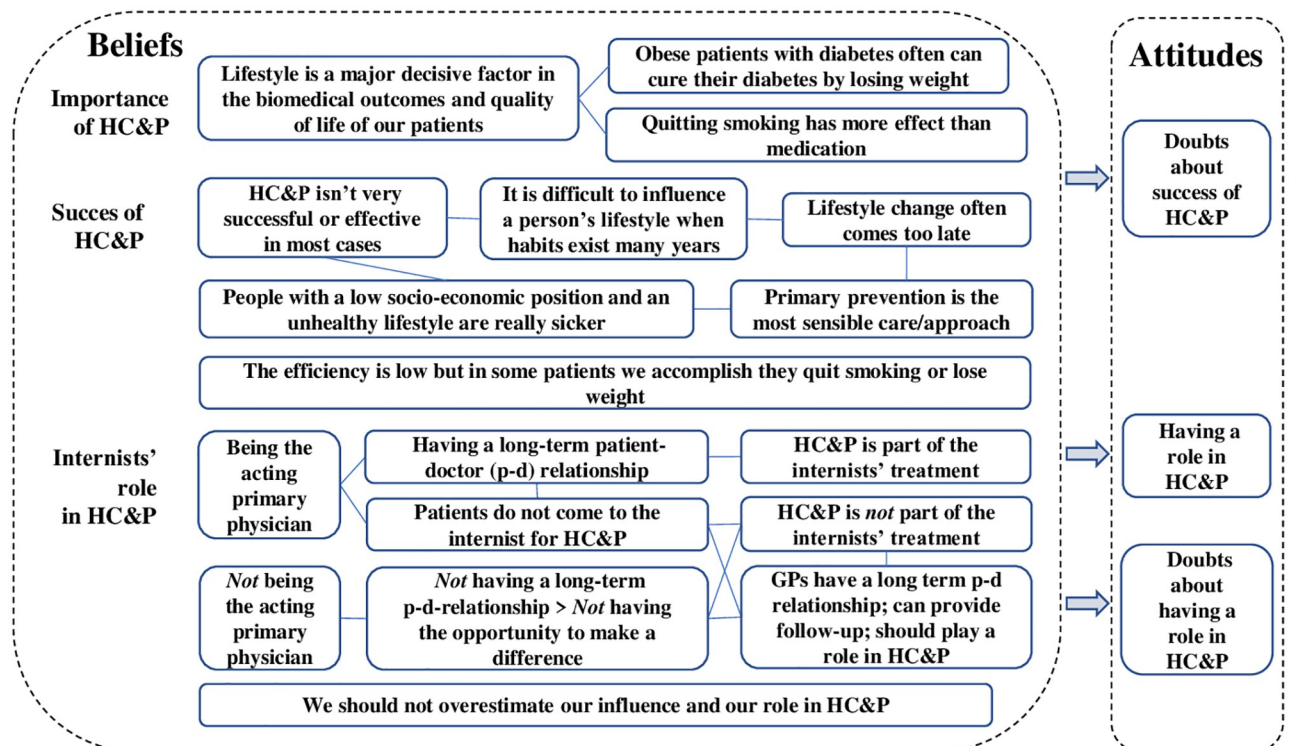 Beliefs
Importance
of HC&P
Lifestyle is a major decisive factor in
the biomedical outcomes and quality
of life of our patients
Obese patients with diabetes often can
cure their diabetes by losing weight
Quitting smoking has more effect than
medication
Succes of
HC&P
HC&P isn't very
successful or effective
in most cases
It is difficult to influence
a person's lifestyle when
habits exist many years
Lifestyle change often
comes too late
People with a low socio-economic position and an
unhealthy lifestyle are really sicker
Primary prevention is the
most sensible care/approach
The efficiency is low but in some patients we accomplish they quit smoking or lose
weight
Internists'
role
in HC&P
Being the
acting
primary
physician
Having a long-term patient-
doctor (p-d) relationship
HC&P is part of the
internists' treatment
Patients do not come to the
internist for HC&P
HC&P is not part of the
internists' treatment
Not being
the acting
primary
physician
Not having a long-term
p-d-relationship > Not having
the opportunity to make a
difference
GPs have a long term p-d
relationship; can provide
follow-up; should play a
role in HC&P
We should not overestimate our influence and our role in HC&P
Attitudes
Doubts
about
success of
HC&P
Having a
role in
HC&P
Doubts
about
having a
role in
HC&P